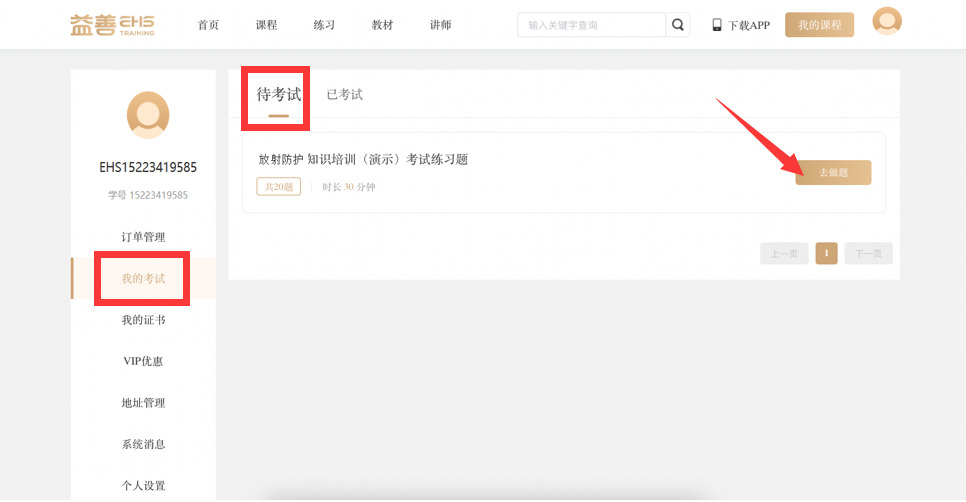 益善 EHS TRAINING 首页 课程 练习 教材 讲师 输入关键字查询 下载APP 我的课程
EHS15223419585
学号 15223419585
订单管理
我的考试
我的证书
VIP优惠
地址管理
系统消息
个人设置
待考试 已考试
放射防护 知识培训（演示）考试练习题
共20题 时长 30 分钟
去做题
上一页 1 下一页